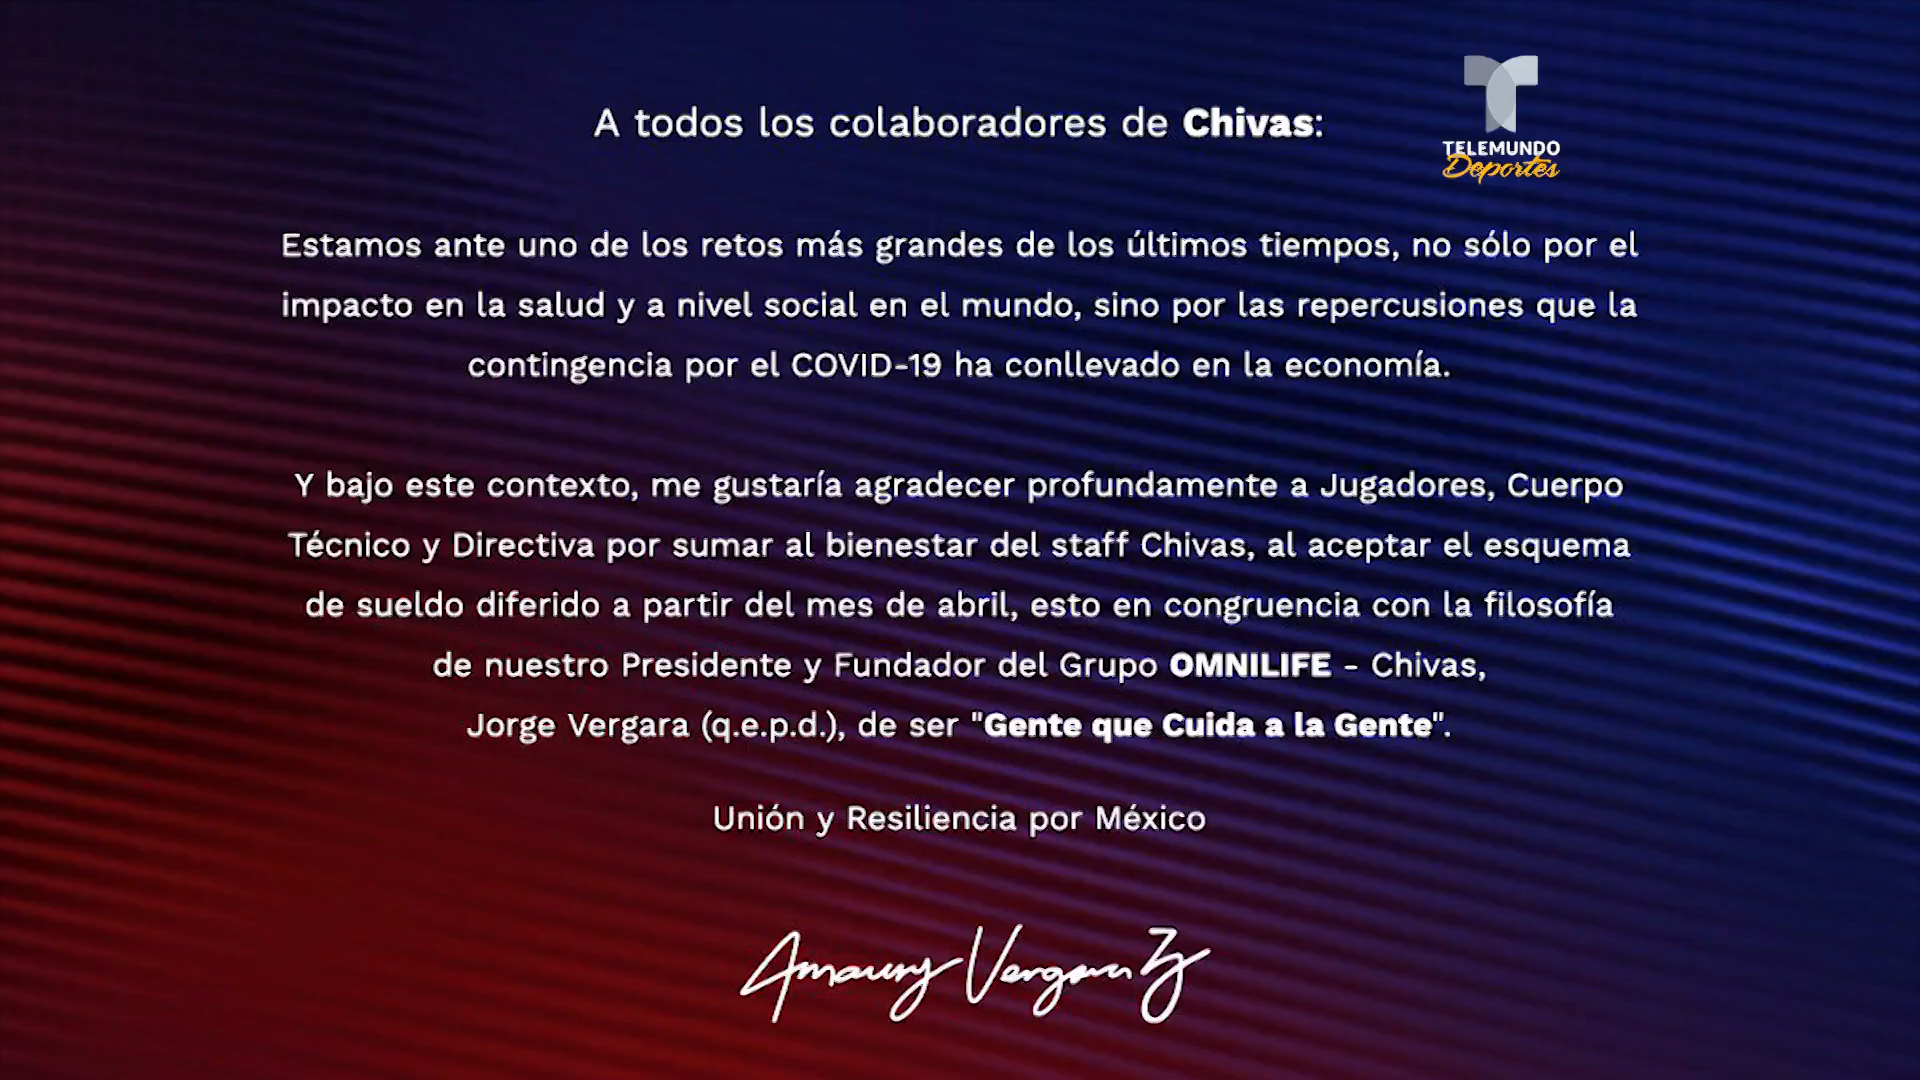 A todos los colaboradores de Chivas:
TELEMUNDO
Deportes
Estamos ante uno de los retos más grandes de los últimos tiempos, no sólo por el
impacto en la salud y a nivel social en el mundo, sino por las repercusiones que la
contingencia por el COVID-19 ha conllevado en la economía.
Y bajo este contexto, me gustaría agradecer profundamente a Jugadores, Cuerpo
Técnico y Directiva por sumar al bienestar del staff Chivas, al aceptar el esquema
de sueldo diferido a partir del mes de abril, esto en congruencia con la filosofía
de nuestro Presidente y Fundador del Grupo OMNILIFE - Chivas,
Jorge Vergara (q.e.p.d.), de ser "Gente que Cuida a la Gente".
Unión y Resiliencia por México
Amaury Vergara Z